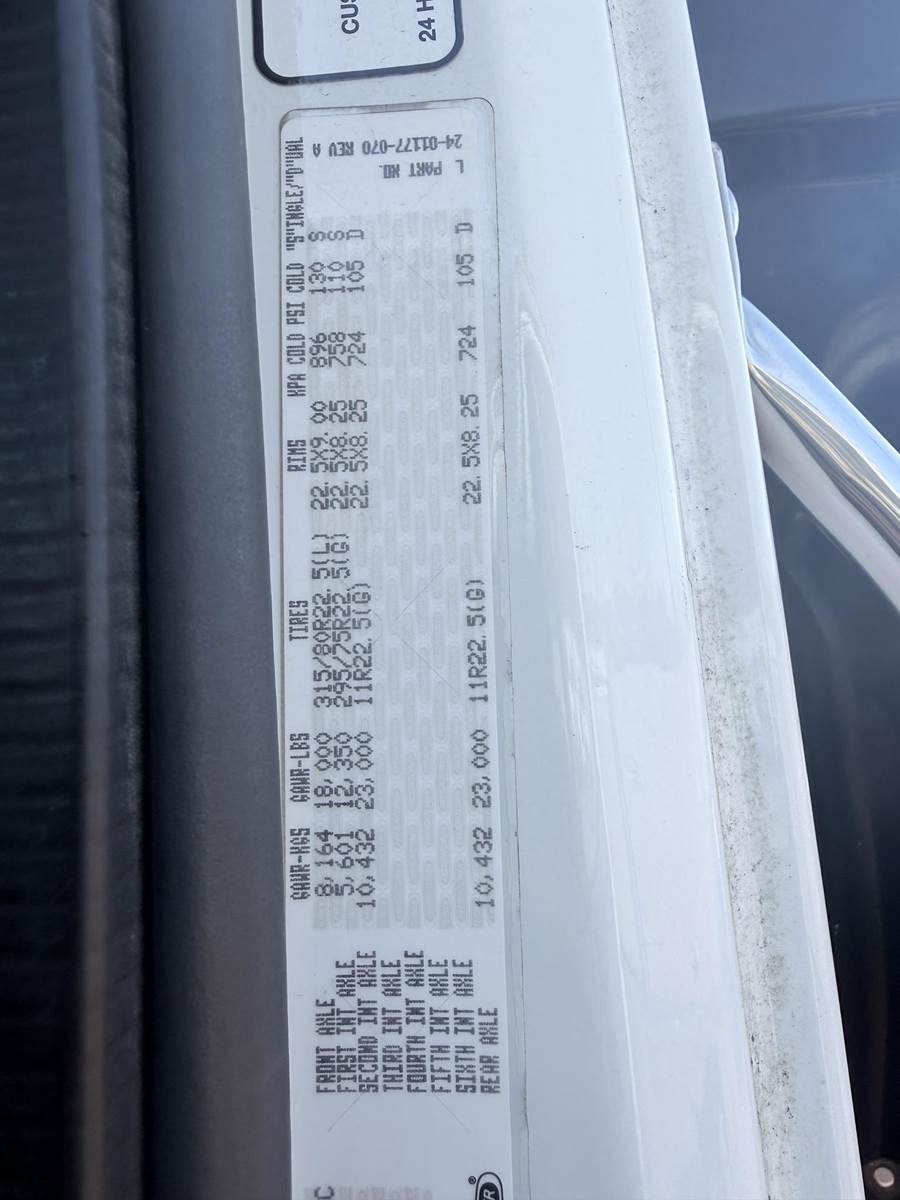 CUS
24 H
GAWR-KGS GAWR-LBS TIRES RIMS KPA COLD PSI COLD "S"INGLE/"D"UAL
FRONT AXLE 8,164 18,000 315/80R22.5(L) 22.5X9.00 896 130 S
FIRST INT AXLE 5,601 12,350 295/75R22.5(G) 22.5X8.25 758 110 S
SECOND INT AXLE 10,432 23,000 11R22.5(G) 22.5X8.25 724 105 D
THIRD INT AXLE
FOURTH INT AXLE
FIFTH INT AXLE
SIXTH INT AXLE
REAR AXLE 10,432 23,000 11R22.5(G) 22.5X8.25 724 105 D
L PART NO.
24-01177-070 REV A
C
R